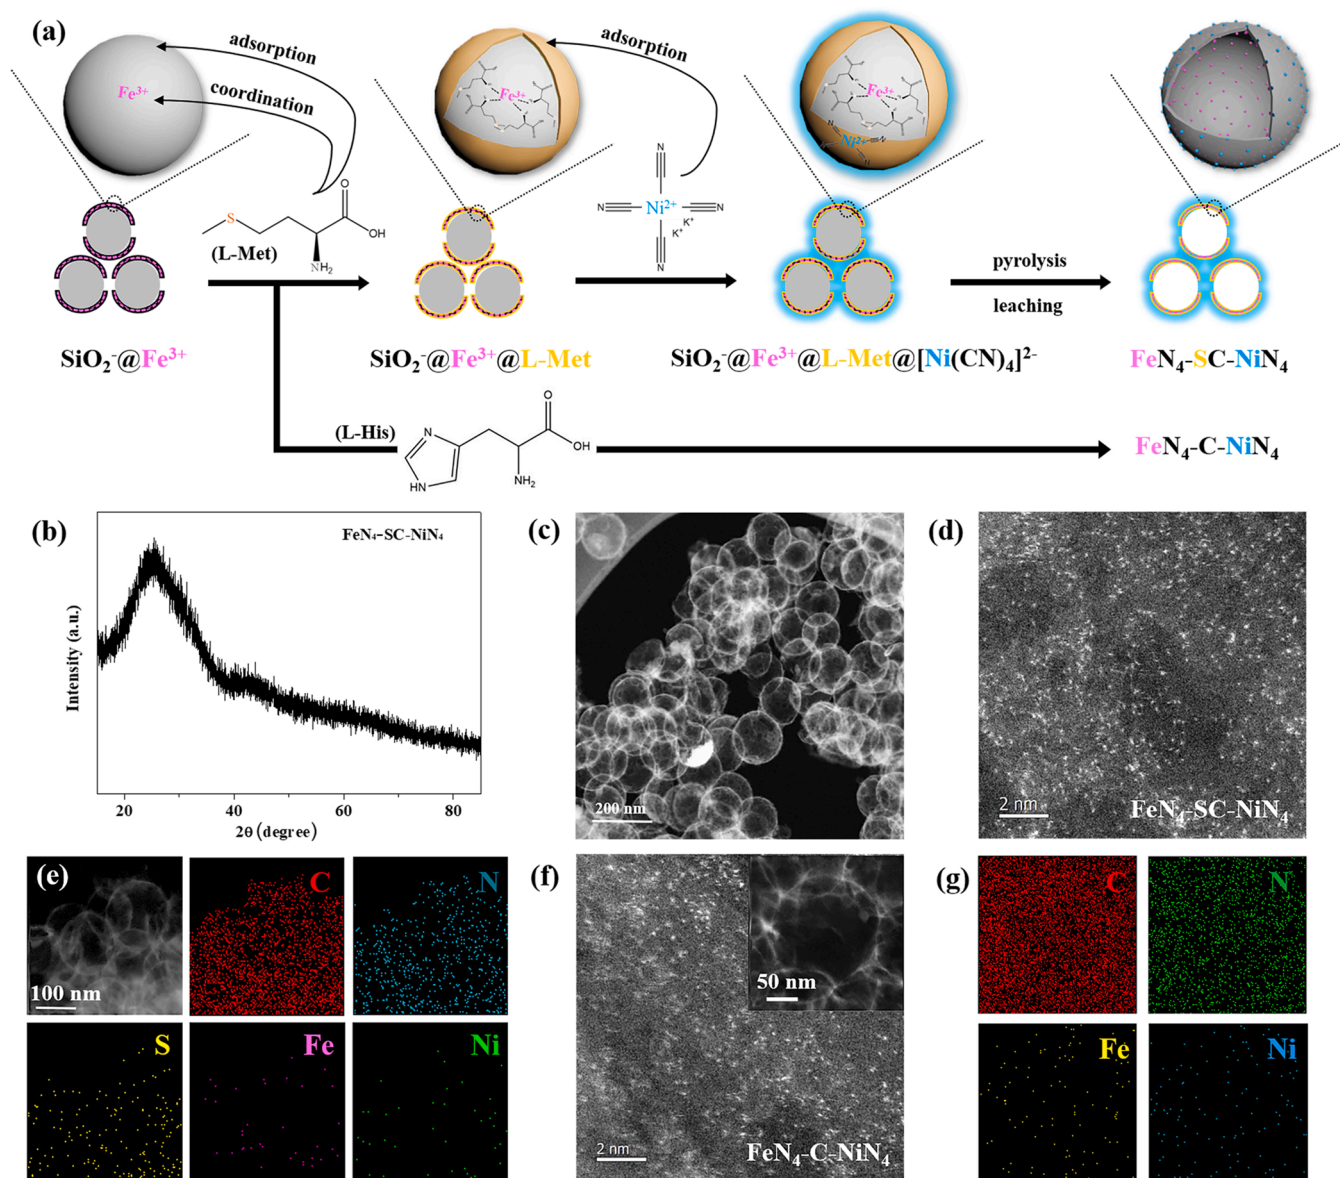 (a)
adsorption
coordination
Fe³⁺
S
O
OH
NH₂
(L-Met)
SiO₂⁻@Fe³⁺
Fe³⁺
adsorption
N
N Ni²⁺ N
K⁺
K⁺
N
SiO₂⁻@Fe³⁺@L-Met
Fe³⁺
Ni²⁺
SiO₂⁻@Fe³⁺@L-Met@[Ni(CN)₄]²⁻
pyrolysis
leaching
FeN₄-SC-NiN₄
(L-His)
N
HN
O
OH
NH₂
FeN₄-C-NiN₄
(b)
FeN₄-SC-NiN₄
Intensity (a.u.)
20 40 60 80
2θ (degree)
(c)
200 nm
(d)
2 nm
FeN₄-SC-NiN₄
(e)
100 nm
C
N
S
Fe
Ni
(f)
50 nm
2 nm
FeN₄-C-NiN₄
(g)
C
N
Fe
Ni